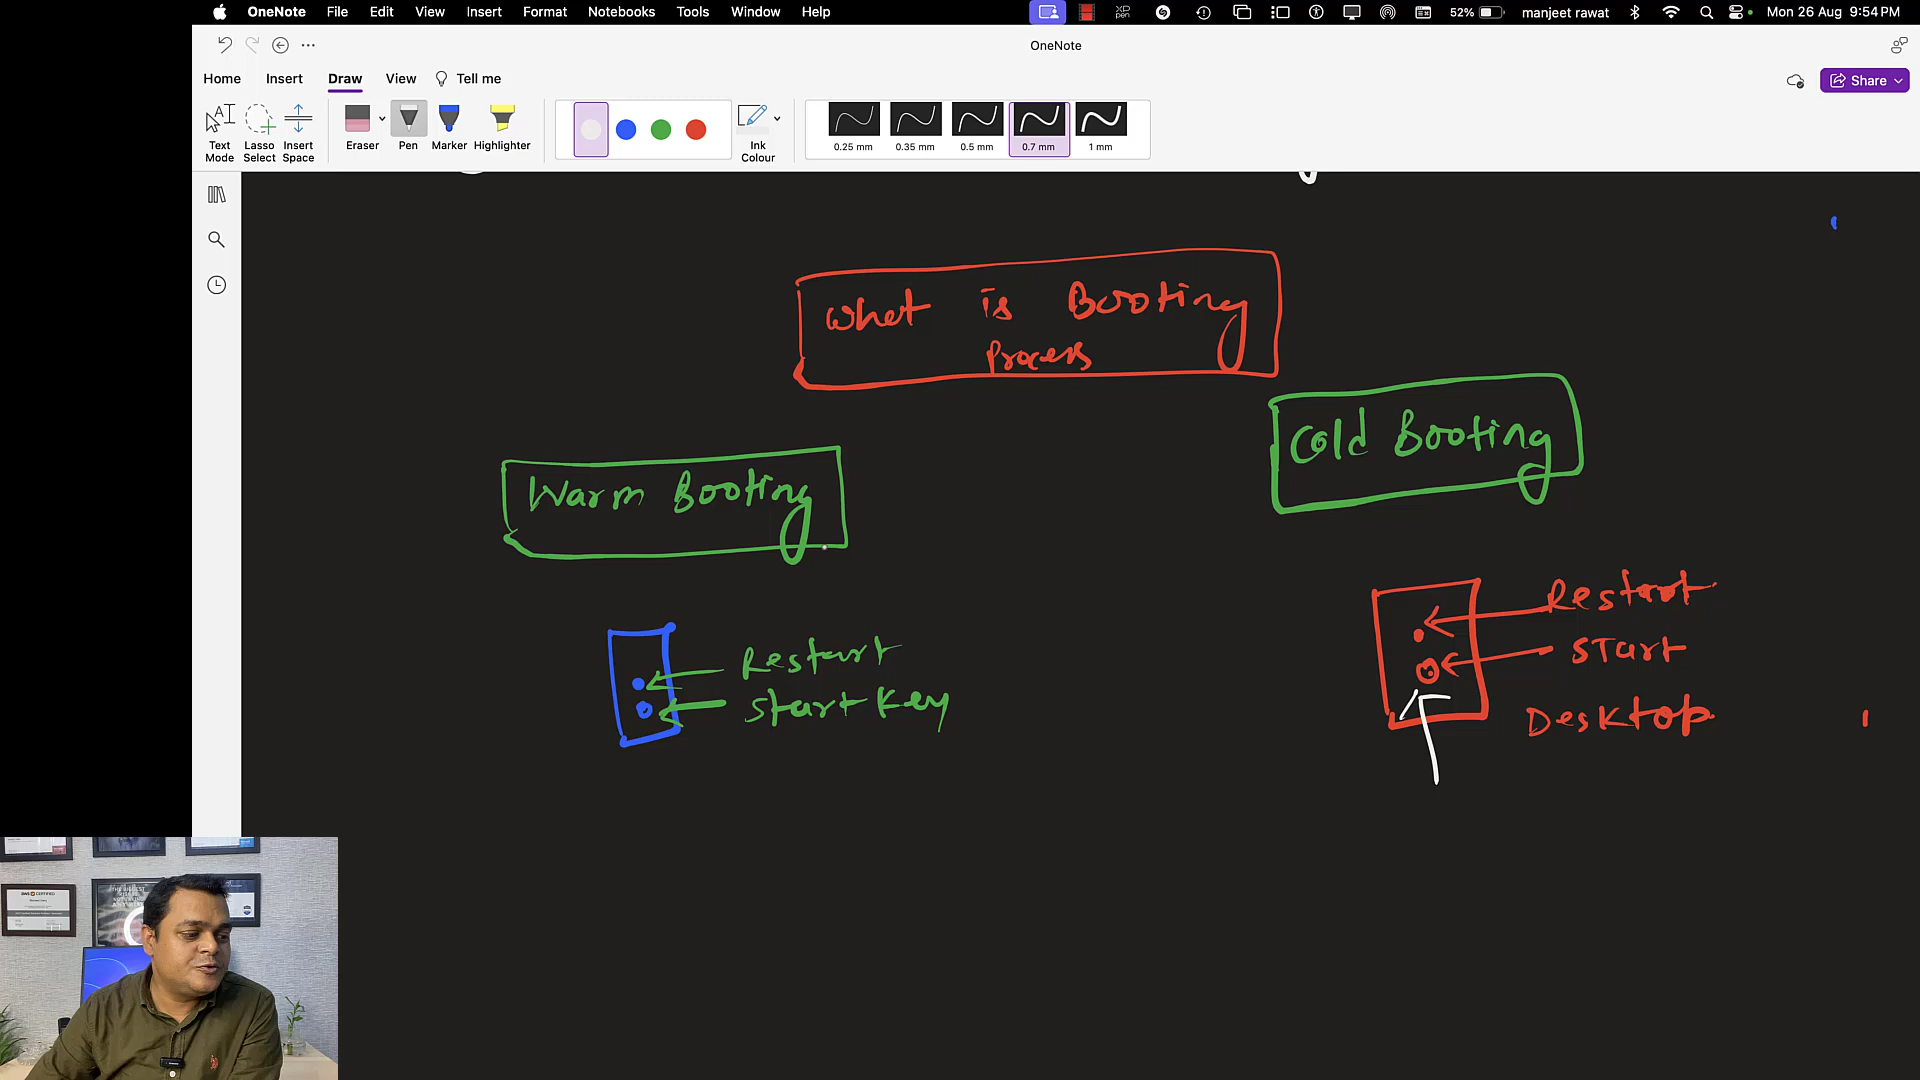 OneNote File Edit View Insert Format Notebooks Tools Window Help
XP pen 52% manjeet rawat Mon 26 Aug 9:54 PM
OneNote
Home Insert Draw View Tell me
Share
Text Mode
Lasso Select
Insert Space
Eraser
Pen
Marker
Highlighter
Ink Colour
0.25 mm 0.35 mm 0.5 mm 0.7 mm 1 mm
What is Booting
Process
Cold Booting
Warm Booting
Restart
Start
Desktop
Restart
Start Key